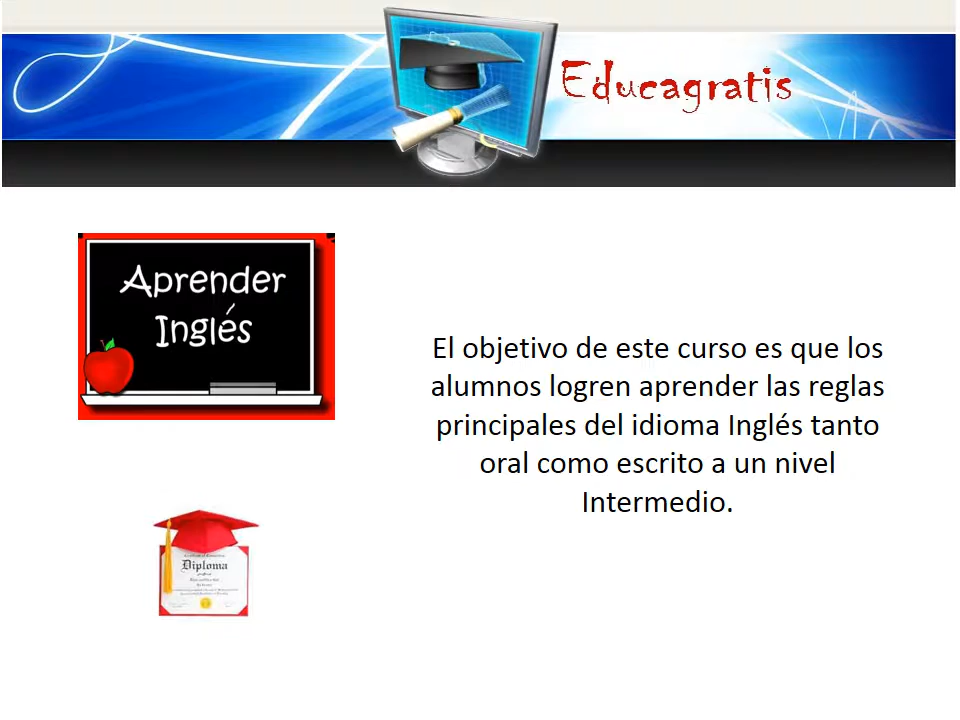 Educagratis
Aprender
Inglés
El objetivo de este curso es que los
alumnos logren aprender las reglas
principales del idioma Inglés tanto
oral como escrito a un nivel
Intermedio.
Diploma